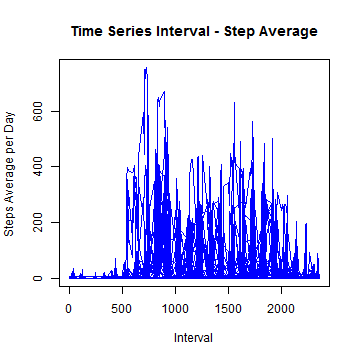 Time Series Interval - Step Average
Steps Average per Day
600
400
200
0
0 500 1000 1500 2000
Interval